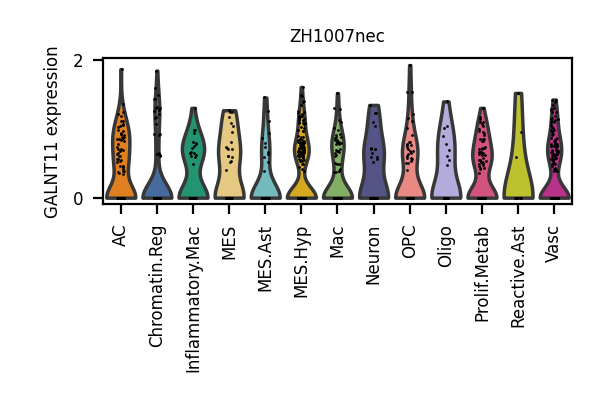 ZH1007nec
GALNT11 expression
2
0
AC
Chromatin.Reg
Inflammatory.Mac
MES
MES.Ast
MES.Hyp
Mac
Neuron
OPC
Oligo
Prolif.Metab
Reactive.Ast
Vasc